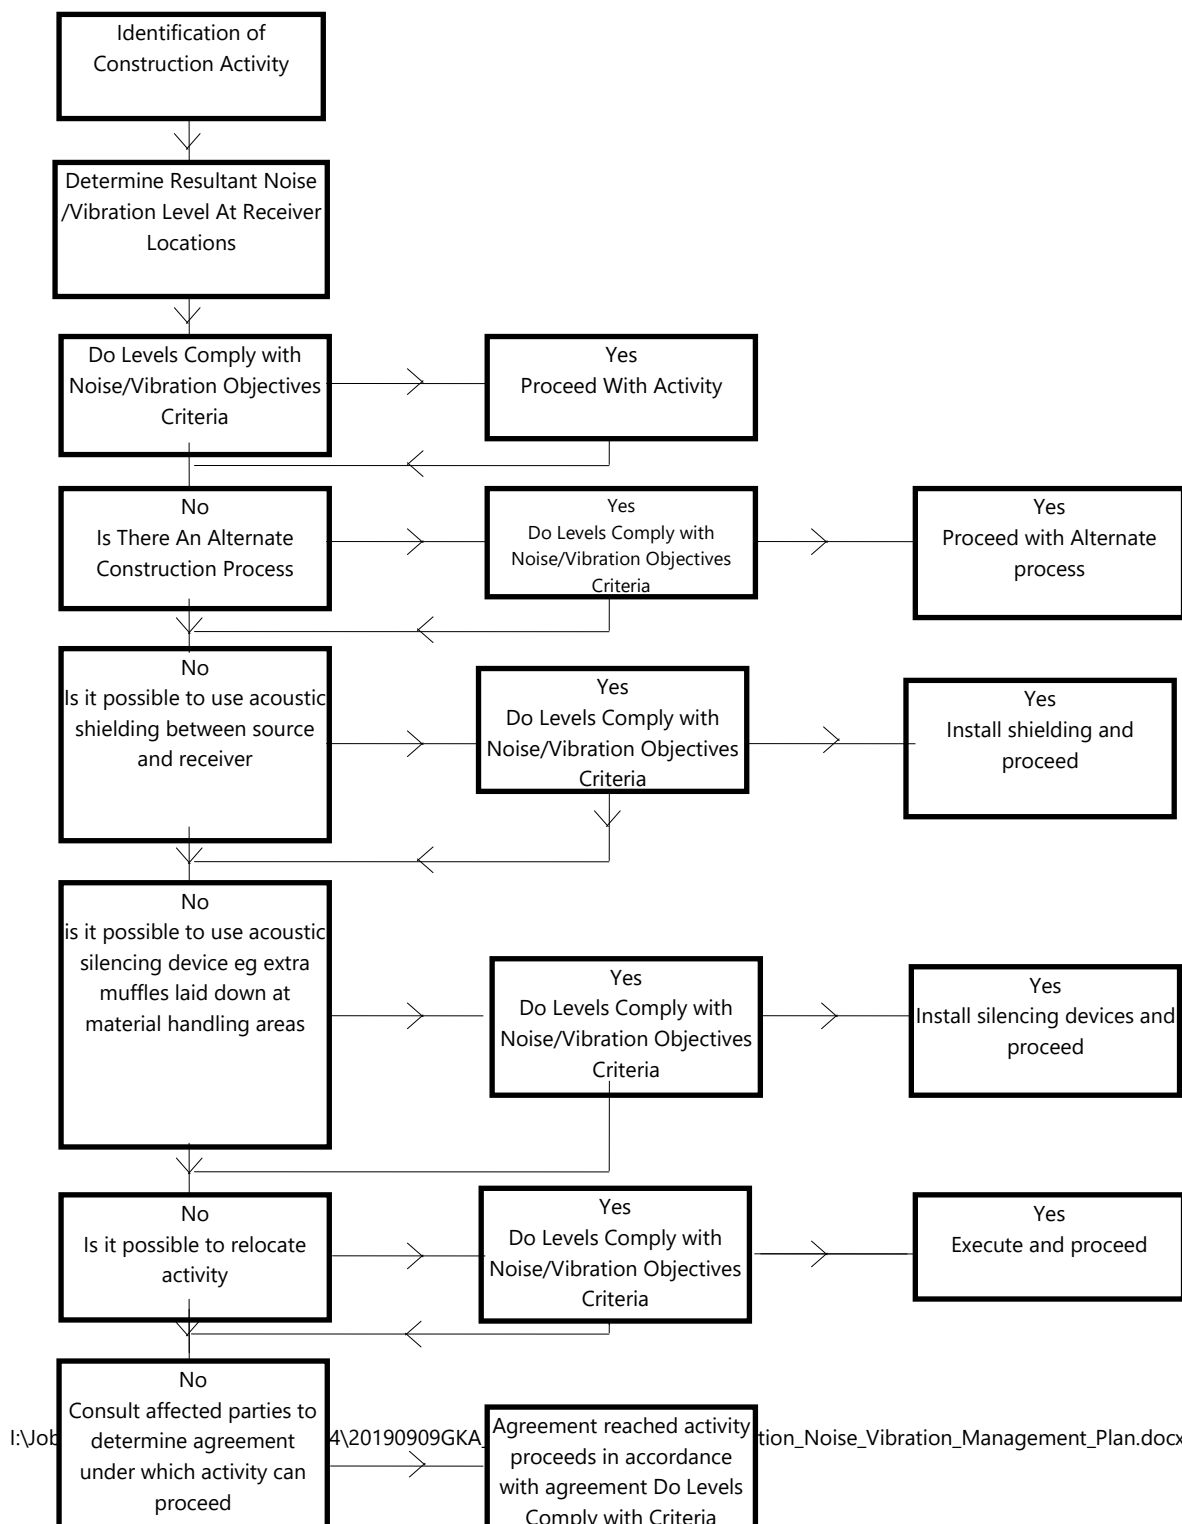 Identification of
Construction Activity
Determine Resultant Noise
/Vibration Level At Receiver
Locations
Do Levels Comply with
Noise/Vibration Objectives
Criteria
Yes
Proceed With Activity
No
Is There An Alternate
Construction Process
Yes
Do Levels Comply with
Noise/Vibration Objectives
Criteria
Yes
Proceed with Alternate
process
No
Is it possible to use acoustic
shielding between source
and receiver
Yes
Do Levels Comply with
Noise/Vibration Objectives
Criteria
Yes
Install shielding and
proceed
No
is it possible to use acoustic
silencing device eg extra
muffles laid down at
material handling areas
Yes
Do Levels Comply with
Noise/Vibration Objectives
Criteria
Yes
Install silencing devices and
proceed
No
Is it possible to relocate
activity
Yes
Do Levels Comply with
Noise/Vibration Objectives
Criteria
Yes
Execute and proceed
No
Consult affected parties to
determine agreement
under which activity can
proceed
Agreement reached activity
proceeds in accordance
with agreement Do Levels
Comply with Criteria
I:\Job 4\20190909GKA_ tion_Noise_Vibration_Management_Plan.docx